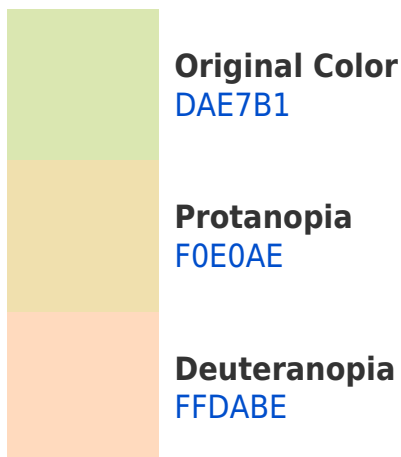 Original Color
DAE7B1
Protanopia
F0E0AE
Deuteranopia
FFDABE